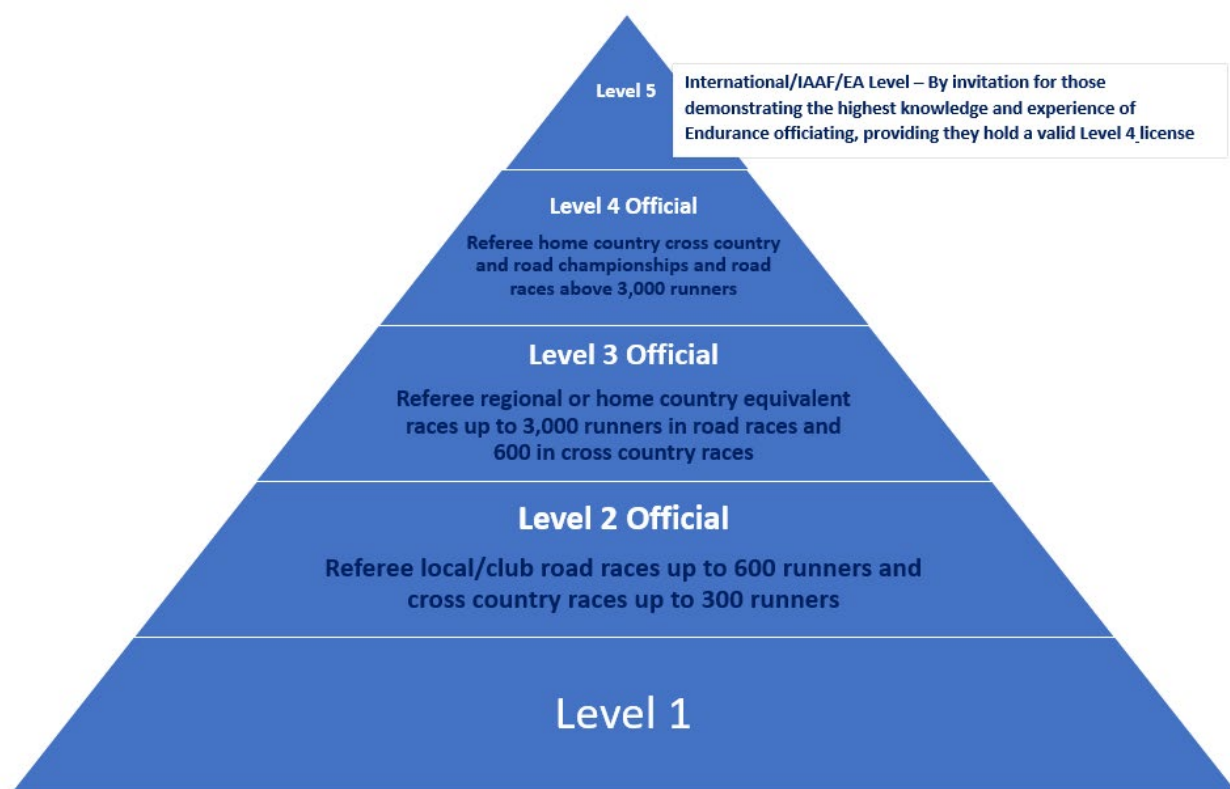 Level 5
International/IAAF/EA Level – By invitation for those
demonstrating the highest knowledge and experience of
Endurance officiating, providing they hold a valid Level 4 license
Level 4 Official
Referee home country cross country
and road championships and road
races above 3,000 runners
Level 3 Official
Referee regional or home country equivalent
races up to 3,000 runners in road races and
600 in cross country races
Level 2 Official
Referee local/club road races up to 600 runners and
cross country races up to 300 runners
Level 1